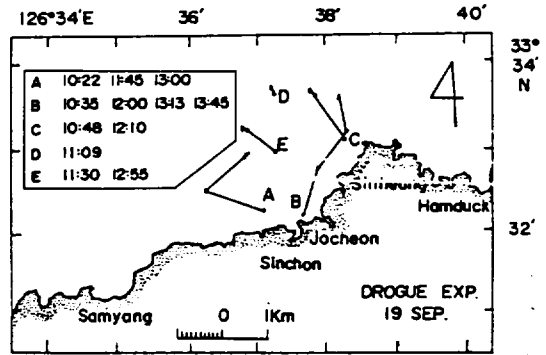 126°34'E 36' 38' 40'
33°
34'
N
A 10:22 11:45 13:00
B 10:35 12:00 13:13 13:45
C 10:48 12:10
D 11:09
E 11:30 12:55
D
E
C
A
B
Hamduck
32'
Jocheon
Sinchon
DROGUE EXP.
19 SEP.
Samyang
0 1Km